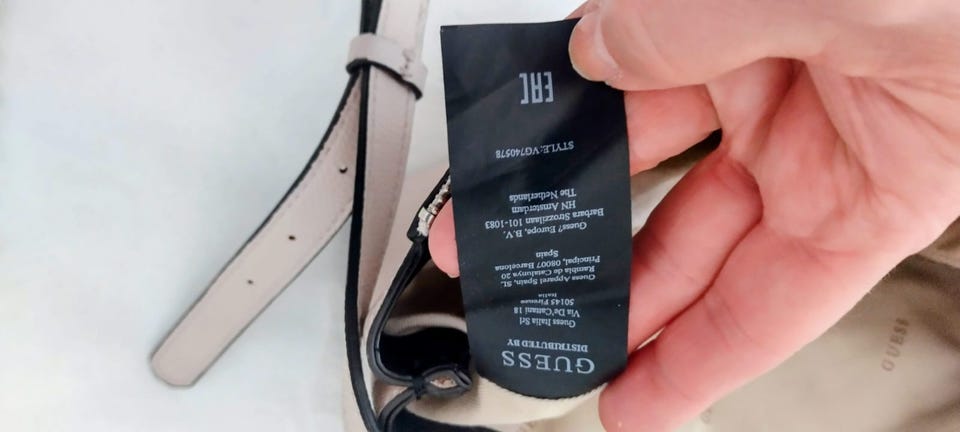 GUESS
DISTRIBUTED BY
Guess Italia Srl
Via De'Cattani 18
50145 Firenze
Italia
Guess Apparel Spain, SL
Rambla de Catalunya 20
Principal, 08007 Barcelona
Spain
Guess? Europe, B.V.
Barbara Strozzilaan 101-1083
HN Amsterdam
The Netherlands
STYLE:VG740578
EAC
GUESS